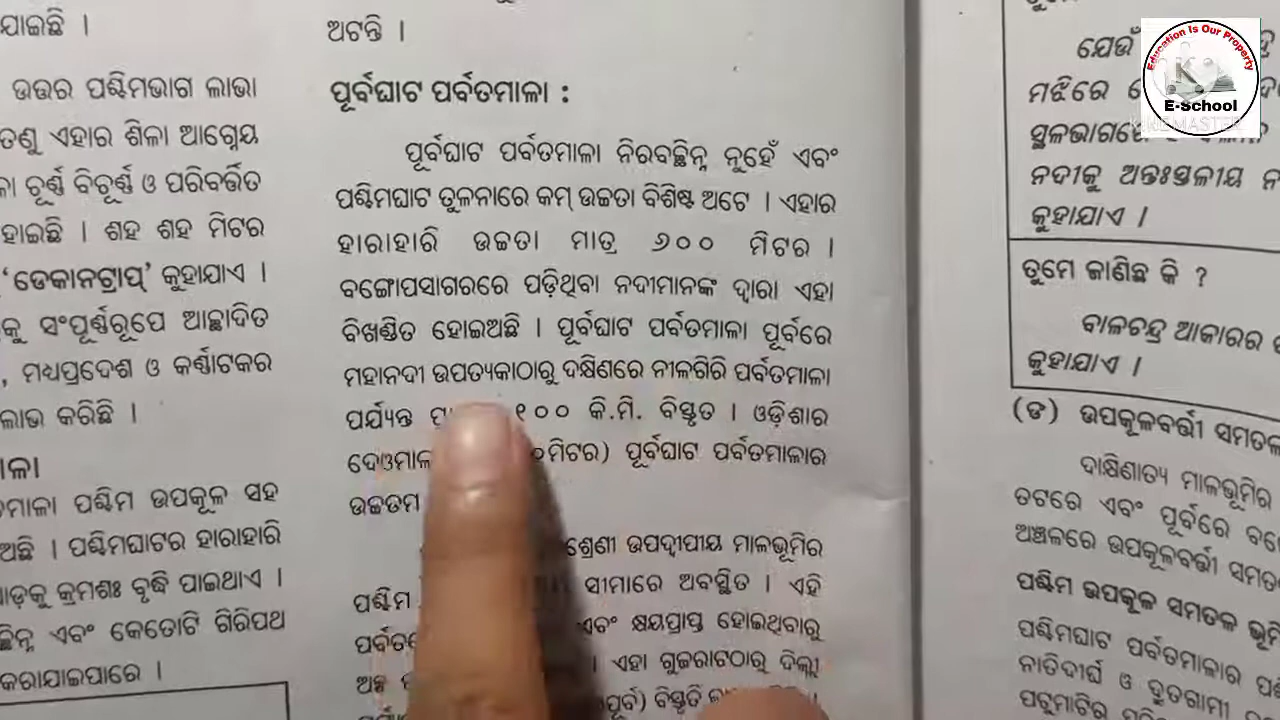 ଯାଇଛି ।
ଉତ୍ତର ପଶ୍ଚିମଭାଗ ଲାଭା
ତେଣୁ ଏହାର ଶିଳା ଆଗ୍ନେୟ
ଚୂର୍ଣ୍ଣ ବିଚୂର୍ଣ୍ଣ ଓ ପରିବର୍ତ୍ତିତ
ହୋଇଛି । ଶହ ଶହ ମିଟର
‘ଡେକାନଟ୍ରାପ୍’ କୁହାଯାଏ ।
କୁ ସଂପୂର୍ଣ୍ଣରୂପେ ଆଚ୍ଛାଦିତ
, ମଧ୍ୟପ୍ରଦେଶ ଓ କର୍ଣ୍ଣାଟକର
ଲାଭ କରିଛି ।
ପଶ୍ଚିମ ଉପକୂଳ ସହ
ଅଛି । ପଶ୍ଚିମଘାଟର ହାରାହାରି
କ୍ରମଶଃ ବୃଦ୍ଧି ପାଇଥାଏ ।
ଏବଂ କେତୋଟି ଗିରିପଥ
କରାଯାଇପାରେ ।
ଅଟନ୍ତି ।
ପୂର୍ବଘାଟ ପର୍ବତମାଳା :
ପୂର୍ବଘାଟ ପର୍ବତମାଳା ନିରବଚ୍ଛିନ୍ନ ନୁହେଁ ଏବଂ
ପଶ୍ଚିମଘାଟ ତୁଳନାରେ କମ୍ ଉଚ୍ଚତା ବିଶିଷ୍ଟ ଅଟେ । ଏହାର
ହାରାହାରି ଉଚ୍ଚତା ମାତ୍ର ୬୦୦ ମିଟର ।
ବଙ୍ଗୋପସାଗରରେ ପଡ଼ିଥିବା ନଦୀମାନଙ୍କ ଦ୍ୱାରା ଏହା
ବିଖଣ୍ଡିତ ହୋଇଅଛି । ପୂର୍ବଘାଟ ପର୍ବତମାଳା ପୂର୍ବରେ
ମହାନଦୀ ଉପତ୍ୟକାଠାରୁ ଦକ୍ଷିଣରେ ନୀଳଗିରି ପର୍ବତମାଳା
ପର୍ଯ୍ୟନ୍ତ ୧୦୦ କି.ମି. ବିସ୍ତୃତ । ଓଡ଼ିଶାର
ମିଟର) ପୂର୍ବଘାଟ ପର୍ବତମାଳାର
ଉଚ୍ଚତମ
ଶ୍ରେଣୀ ଉପଦ୍ୱୀପୀୟ ମାଳଭୂମିର
ପଶ୍ଚିମ ସୀମାରେ ଅବସ୍ଥିତ । ଏହି
ଏବଂ କ୍ଷୟପ୍ରାପ୍ତ ହୋଇଥିବାରୁ
। ଏହା ଗୁଜରାଟଠାରୁ ଦିଲ୍ଲୀ
ବିସ୍ତୃତି
ଯେଉଁ
ମଝିରେ
ନଦୀକୁ ଅନ୍ତଃସ୍ଥଳୀୟ
କୁହାଯାଏ ।
ତୁମେ ଜାଣିଛ କି ?
ବାଲଚନ୍ଦ୍ର ଆକାରର
କୁହାଯାଏ ।
(ଙ) ଉପକୂଳବର୍ତ୍ତୀ
ଦାକ୍ଷିଣାତ୍ୟ ମାଳଭୂମିର
ତଟରେ ଏବଂ ପୂର୍ବରେ
ଅଞ୍ଚଳରେ ଉପକୂଳବର୍ତ୍ତୀ
ପଶ୍ଚିମ ଉପକୂଳ ସମତଳ
ପଶ୍ଚିମଘାଟ ପର୍ବତମାଳାର
ନାତିଦୀର୍ଘ ଓ ଦ୍ରୁତଗାମୀ
Education Is Our Property
K
E-school
KINEMASTER